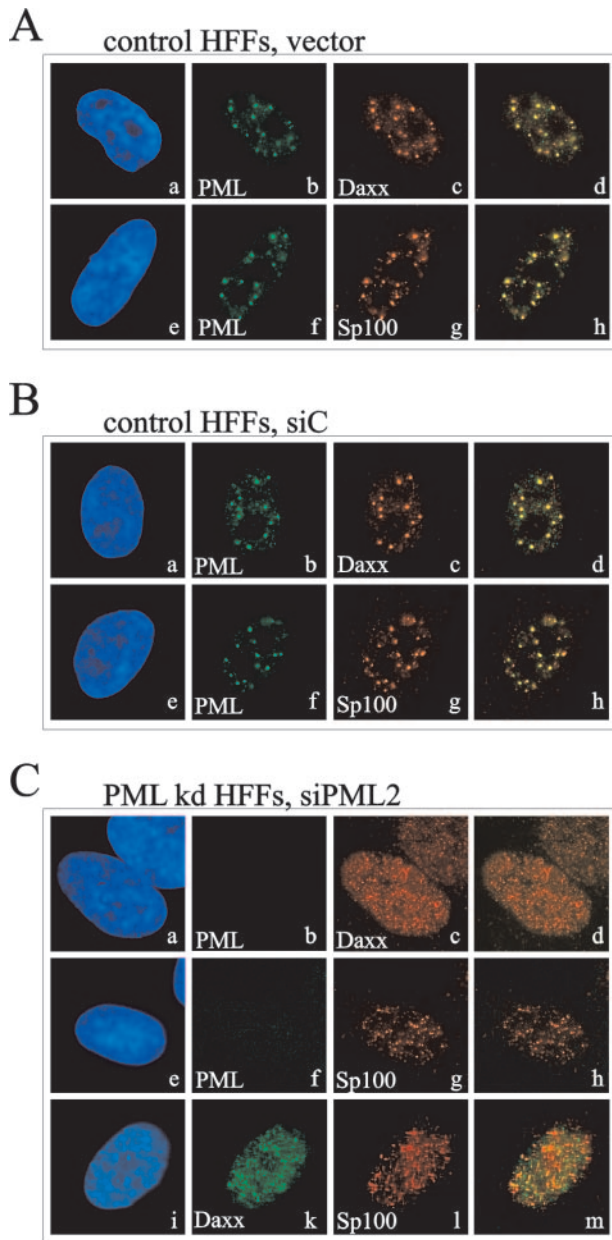 A
control HFFs, vector
a PML b Daxx c d
e PML f Sp100 g h
B
control HFFs, siC
a PML b Daxx c d
e PML f Sp100 g h
C
PML kd HFFs, siPML2
a PML b Daxx c d
e PML f Sp100 g h
i Daxx k Sp100 l m